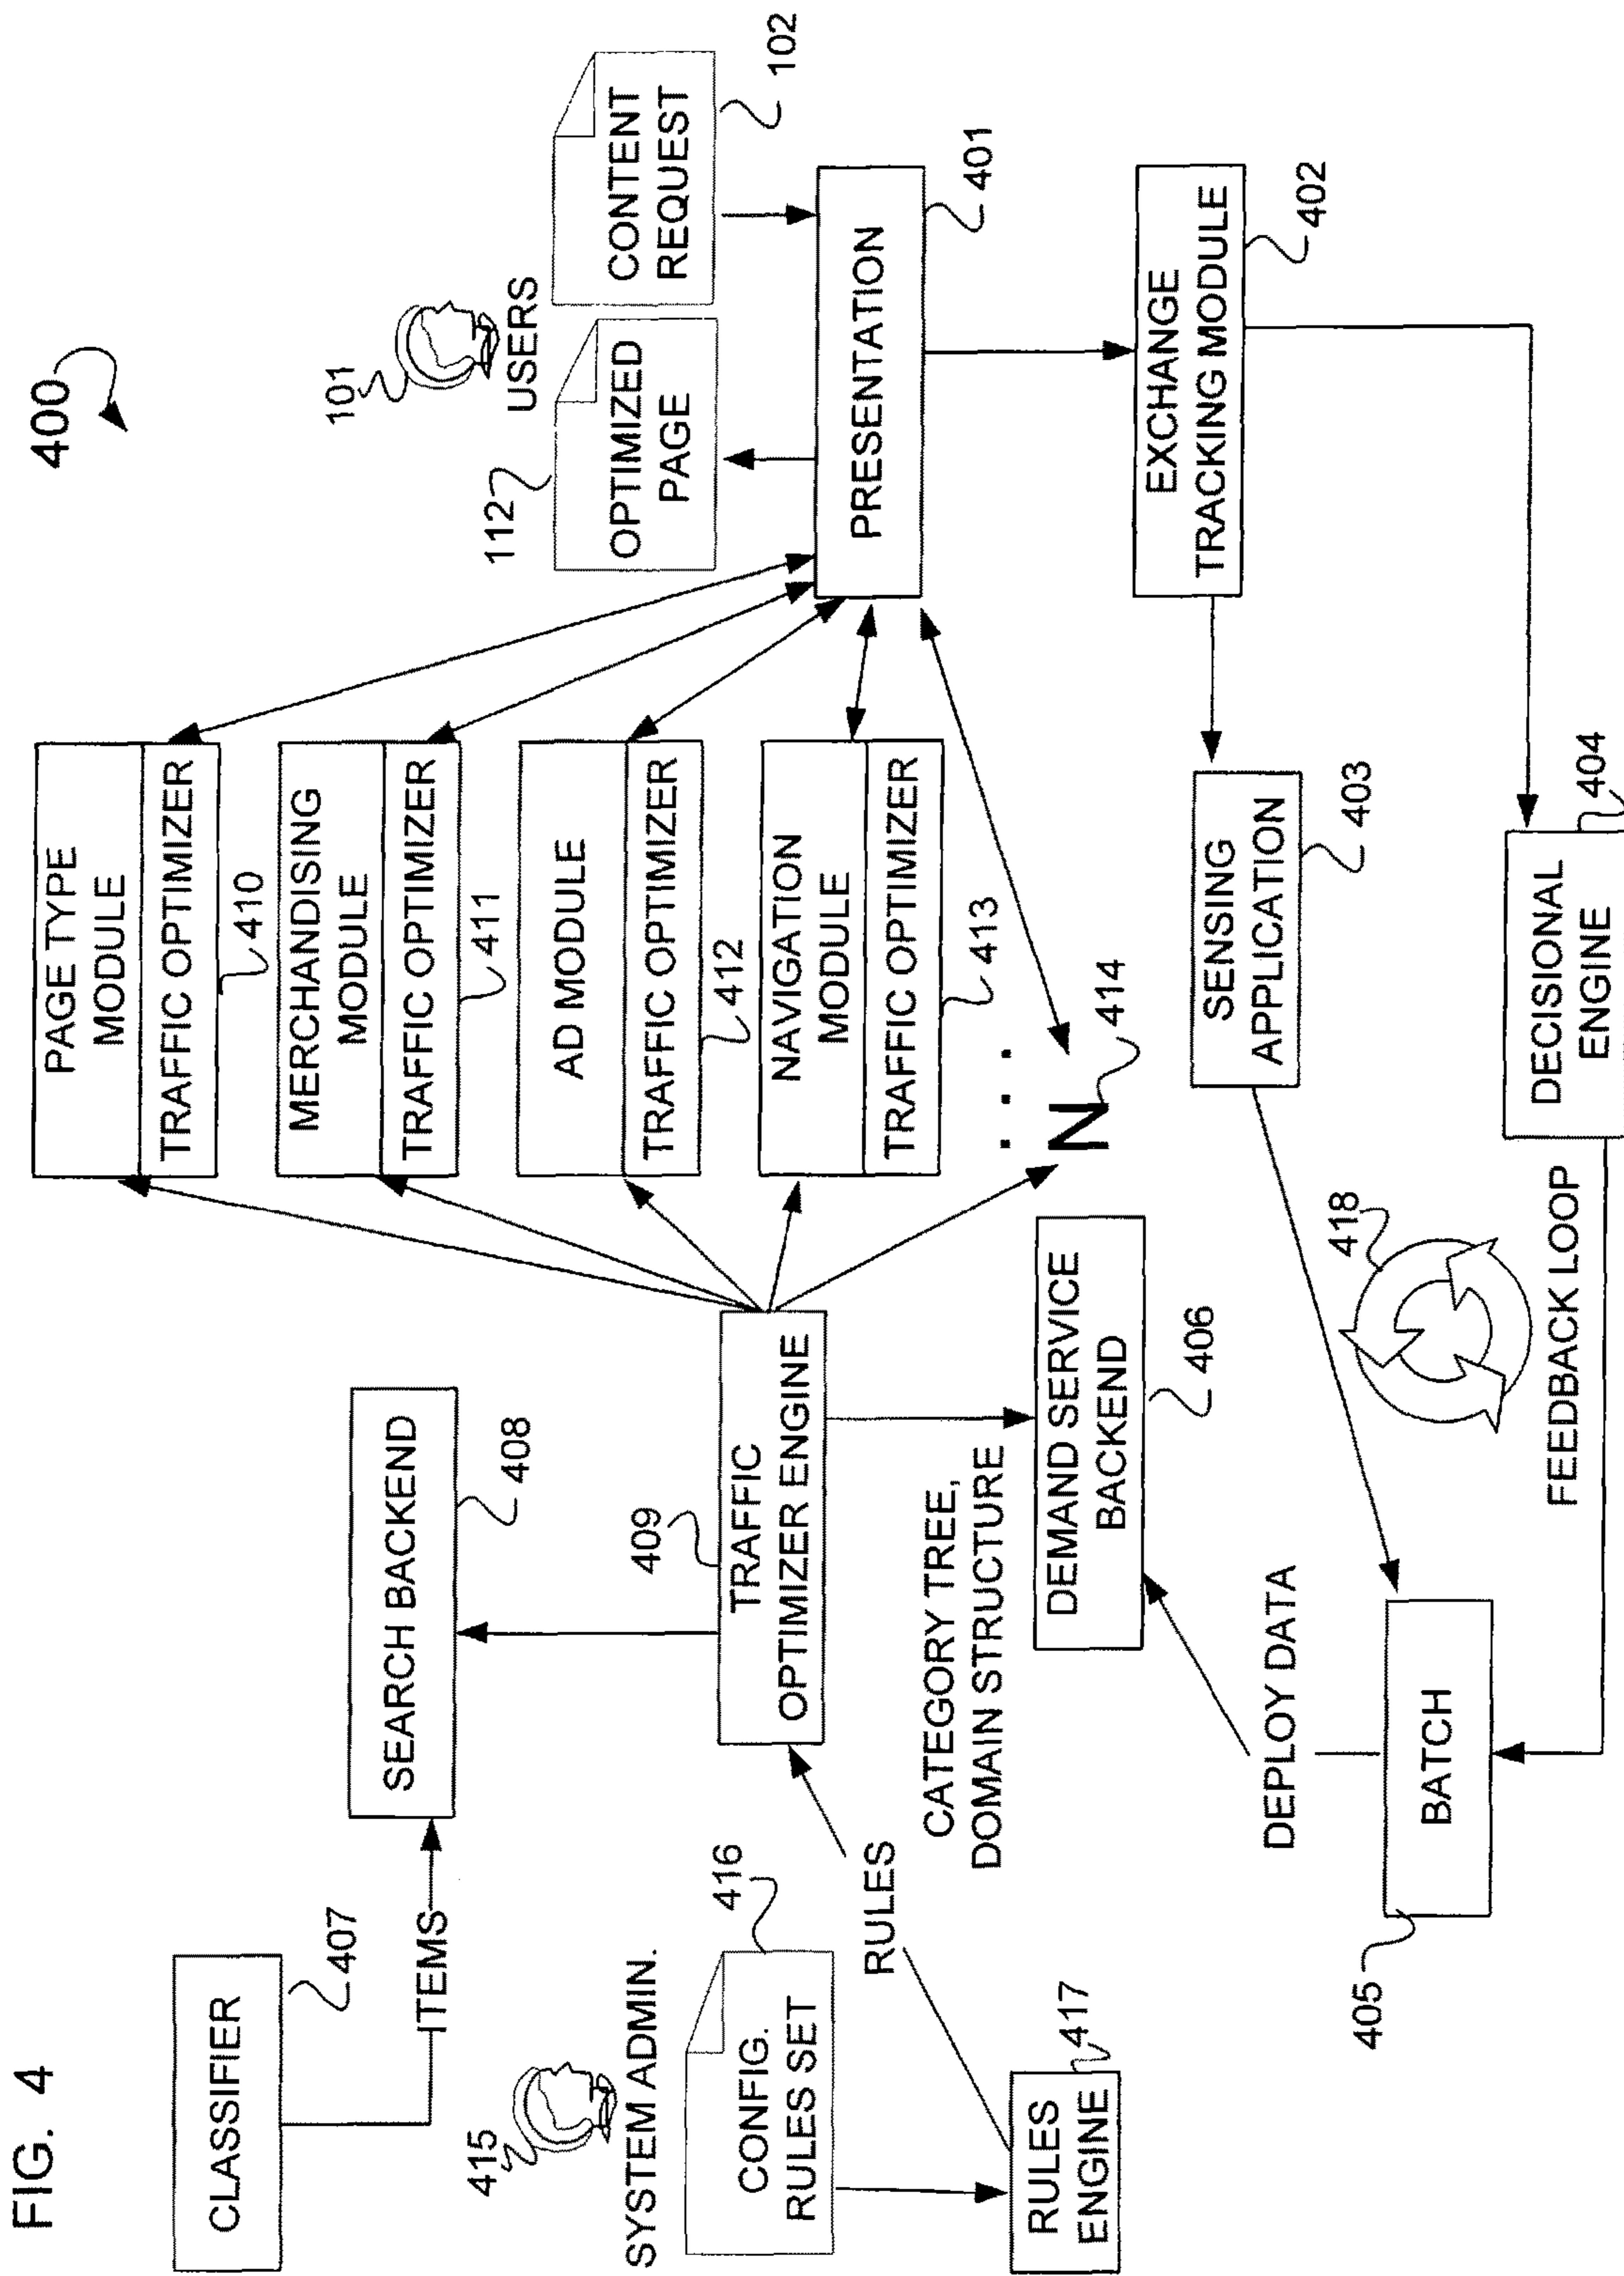 FIG. 4
400
CLASSIFIER
407
ITEMS
SEARCH BACKEND
408
415
SYSTEM ADMIN.
CONFIG.
RULES SET
416
RULES
ENGINE
417
RULES
409
TRAFFIC
OPTIMIZER ENGINE
CATEGORY TREE,
DOMAIN STRUCTURE
DEMAND SERVICE
BACKEND
406
DEPLOY DATA
BATCH
405
PAGE TYPE
MODULE
TRAFFIC OPTIMIZER
410
MERCHANDISING
MODULE
TRAFFIC OPTIMIZER
411
AD MODULE
TRAFFIC OPTIMIZER
412
NAVIGATION
MODULE
TRAFFIC OPTIMIZER
413
. . .
N
414
101
USERS
112
OPTIMIZED
PAGE
CONTENT
REQUEST
102
PRESENTATION
401
EXCHANGE
TRACKING MODULE
402
SENSING
APPLICATION
403
DECISIONAL
ENGINE
404
418
FEEDBACK LOOP